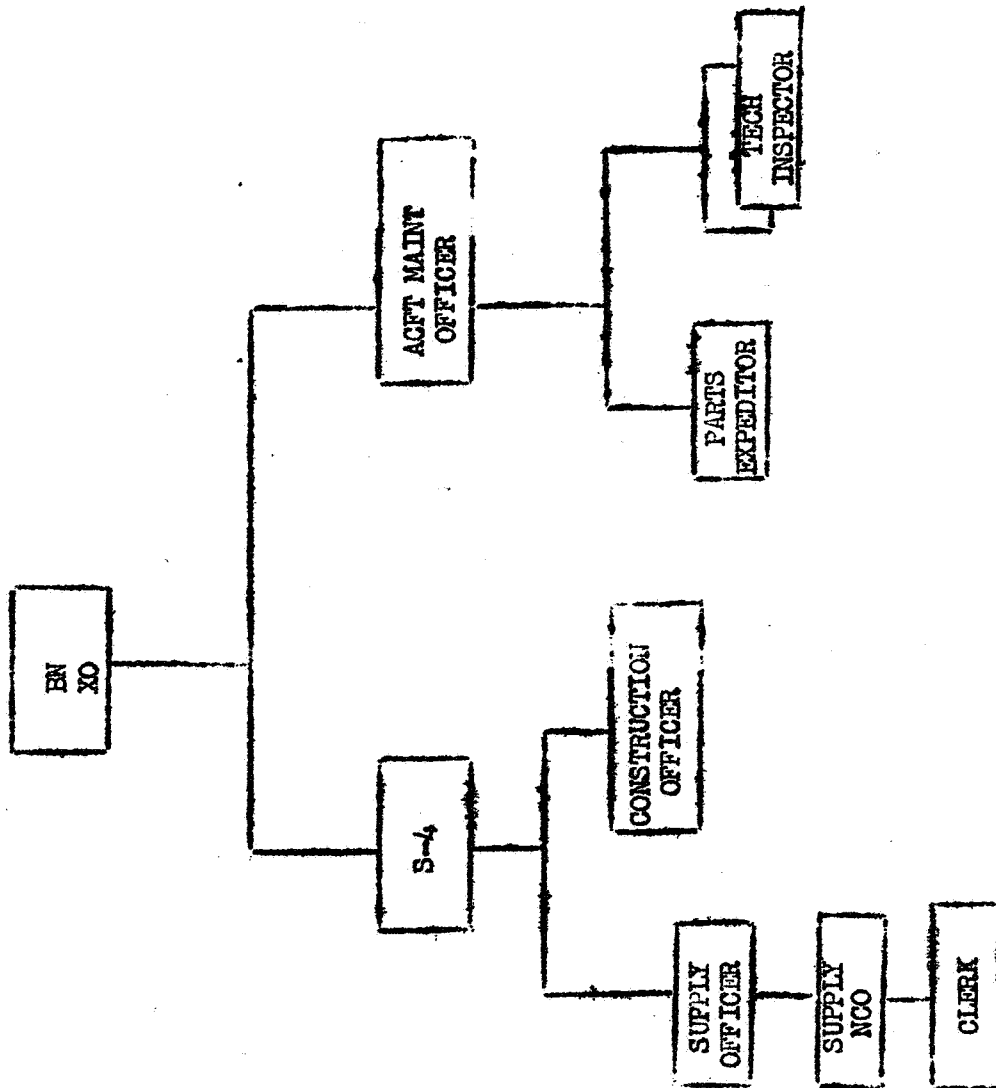 BN
XO
S-4
ACFT MAINT
OFFICER
SUPPLY
OFFICER
CONSTRUCTION
OFFICER
PARTS
EXPEDITOR
TECH
INSPECTOR
SUPPLY
NCO
CLERK